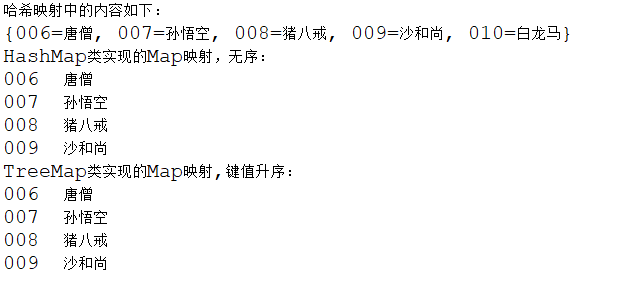 哈希映射中的内容如下：
{006=唐僧, 007=孙悟空, 008=猪八戒, 009=沙和尚, 010=白龙马}
HashMap类实现的Map映射，无序：
006 唐僧
007 孙悟空
008 猪八戒
009 沙和尚
TreeMap类实现的Map映射,键值升序：
006 唐僧
007 孙悟空
008 猪八戒
009 沙和尚